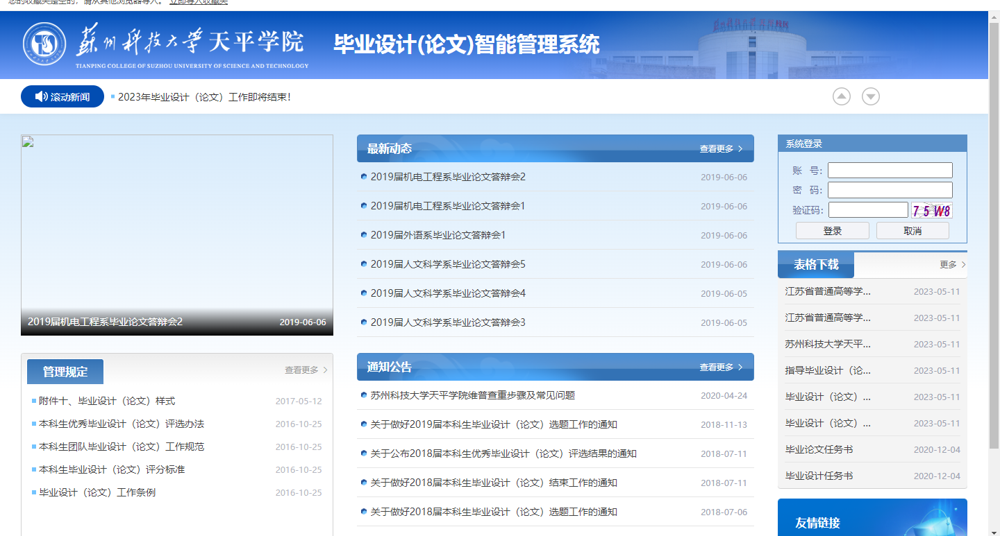 您的收藏夹是空的，请从其他浏览器导入。 立即导入收藏夹
蘇州科技大学天平学院
TIANPING COLLEGE OF SUZHOU UNIVERSITY OF SCIENCE AND TECHNOLOGY
毕业设计(论文)智能管理系统
滚动新闻 2023年毕业设计（论文）工作即将结束！
2019届机电工程系毕业论文答辩会2 2019-06-06
最新动态 查看更多
2019届机电工程系毕业论文答辩会2 2019-06-06
2019届机电工程系毕业论文答辩会1 2019-06-06
2019届外语系毕业论文答辩会1 2019-06-06
2019届人文科学系毕业论文答辩会5 2019-06-06
2019届人文科学系毕业论文答辩会4 2019-06-05
2019届人文科学系毕业论文答辩会3 2019-06-05
系统登录
账 号:
密 码:
验证码: 75W8
登录 取消
表格下载 更多
江苏省普通高等学... 2023-05-11
江苏省普通高等学... 2023-05-11
苏州科技大学天平... 2023-05-11
指导毕业设计（论... 2023-05-11
毕业设计（论文）... 2023-05-11
毕业设计（论文）... 2023-05-11
毕业论文任务书 2020-12-04
毕业设计任务书 2020-12-04
管理规定 查看更多
附件十、毕业设计（论文）样式 2017-05-12
本科生优秀毕业设计（论文）评选办法 2016-10-25
本科生团队毕业设计（论文）工作规范 2016-10-25
本科生毕业设计（论文）评分标准 2016-10-25
毕业设计（论文）工作条例 2016-10-25
通知公告 查看更多
苏州科技大学天平学院维普查重步骤及常见问题 2020-04-24
关于做好2019届本科生毕业设计（论文）选题工作的通知 2018-11-13
关于公布2018届本科生优秀毕业设计（论文）评选结果的通知 2018-07-11
关于做好2018届本科生毕业设计（论文）结束工作的通知 2018-07-11
关于做好2018届本科生毕业设计（论文）选题工作的通知 2018-07-06
友情链接